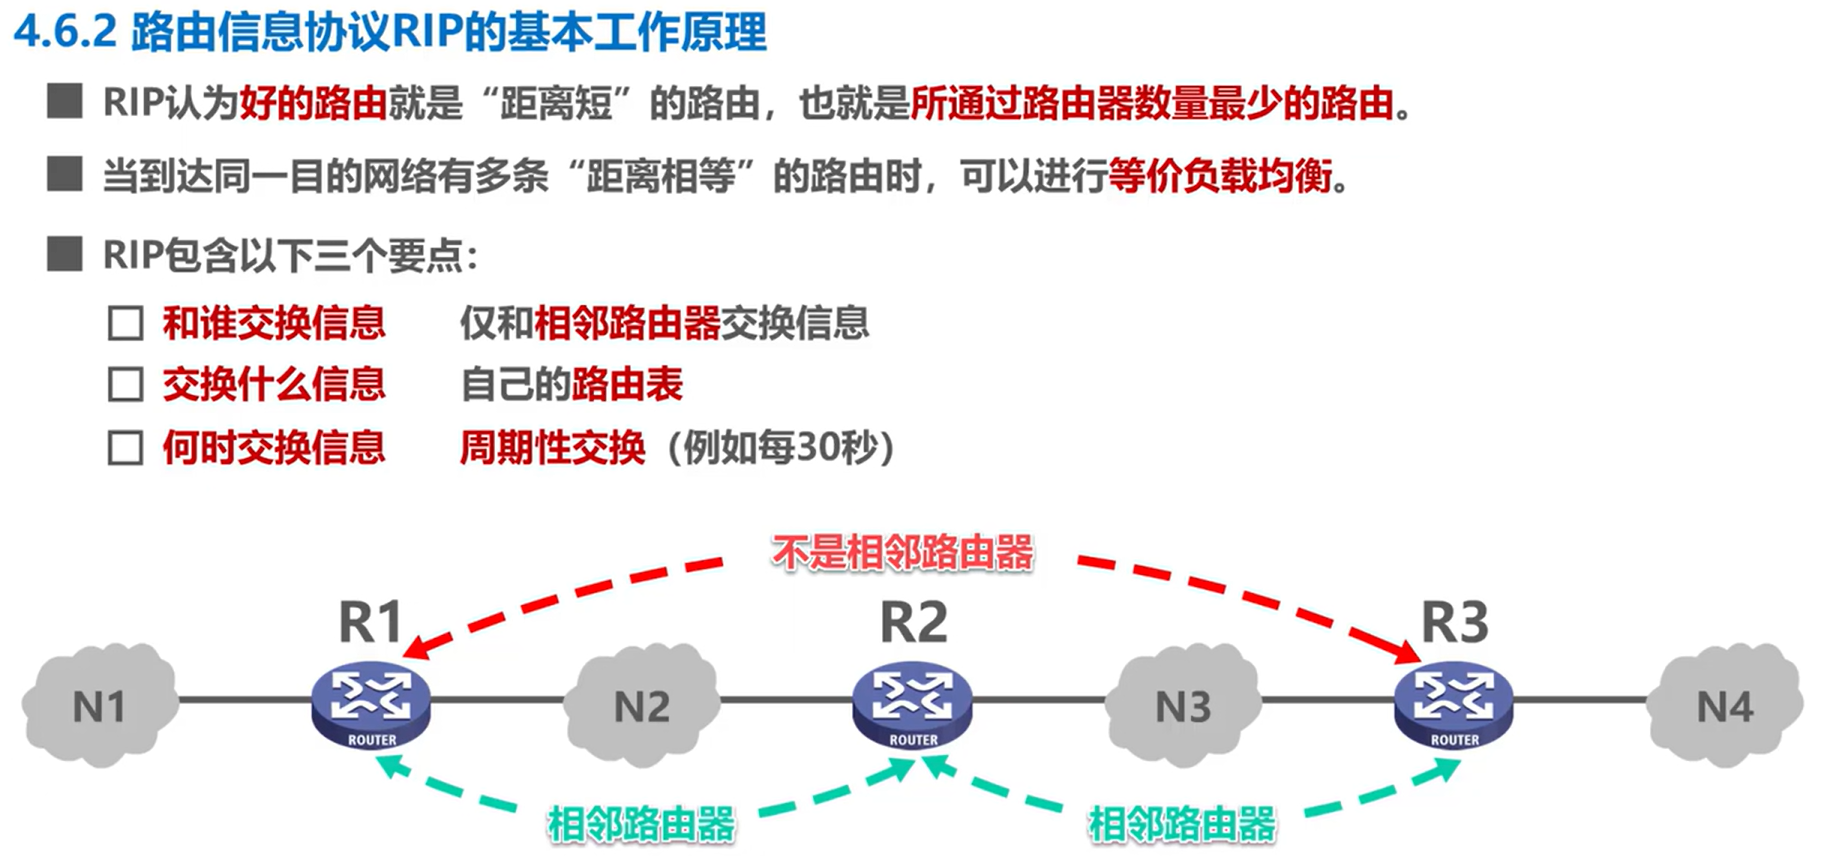 4.6.2 路由信息协议RIP的基本工作原理
RIP认为好的路由就是“距离短”的路由，也就是所通过路由器数量最少的路由。
当到达同一目的网络有多条“距离相等”的路由时，可以进行等价负载均衡。
RIP包含以下三个要点：
和谁交换信息 仅和相邻路由器交换信息
交换什么信息 自己的路由表
何时交换信息 周期性交换（例如每30秒）
不是相邻路由器
R1 R2 R3
N1 N2 N3 N4
ROUTER ROUTER ROUTER
相邻路由器 相邻路由器